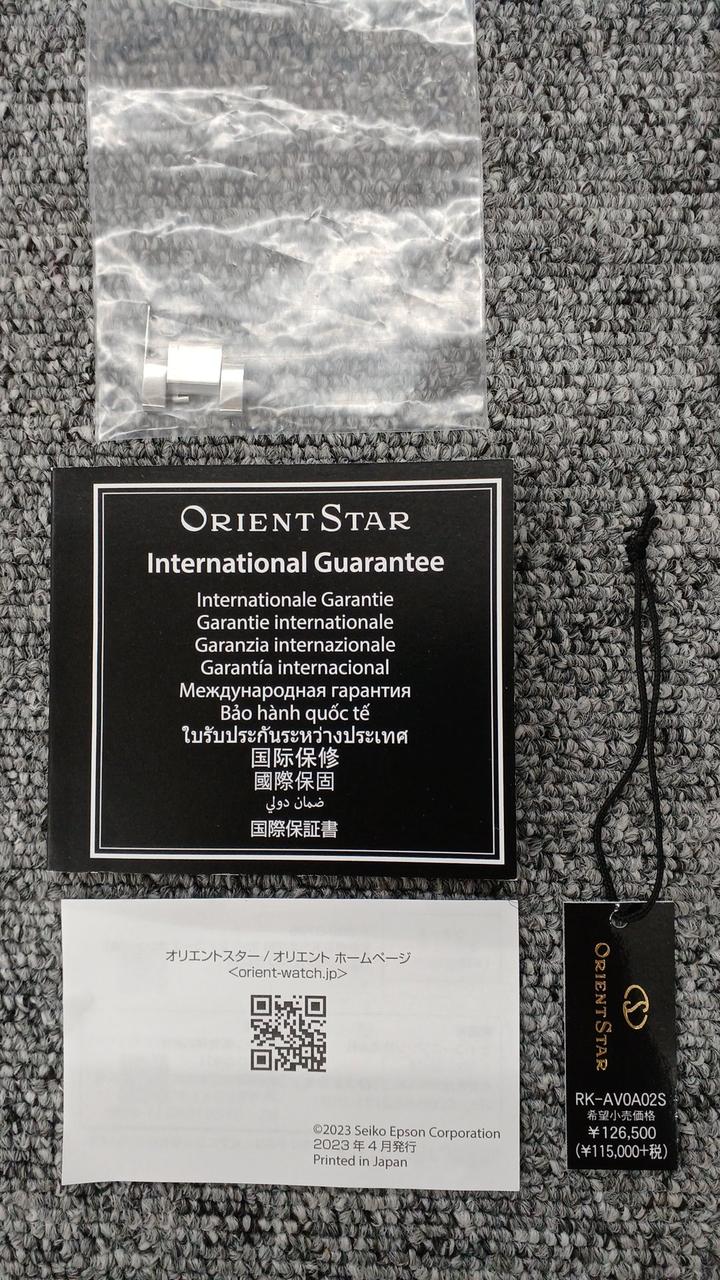 ORIENT STAR
International Guarantee
Internationale Garantie
Garantie internationale
Garanzia internazionale
Garantía internacional
Международная гарантия
Bảo hành quốc tế
ใบรับประกันระหว่างประเทศ
国际保修
國際保固
ضمان دولي
国際保証書
オリエントスター / オリエント ホームページ
<orient-watch.jp>
©2023 Seiko Epson Corporation
2023 年 4 月発行
Printed in Japan
ORIENT STAR
RK-AV0A02S
希望小売価格
￥126,500
(￥115,000+税)